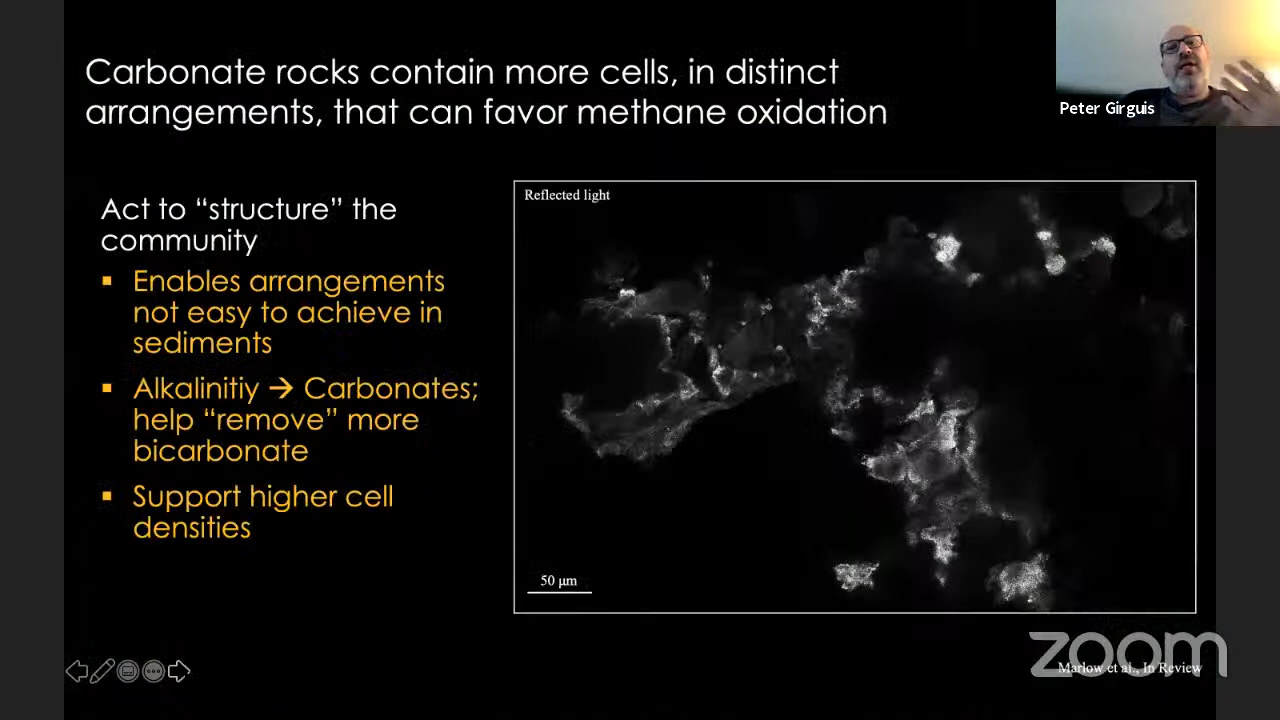 Carbonate rocks contain more cells, in distinct
arrangements, that can favor methane oxidation
Peter Girguis
Act to “structure” the
community
▪ Enables arrangements
not easy to achieve in
sediments
▪ Alkalinitiy → Carbonates;
help “remove” more
bicarbonate
▪ Support higher cell
densities
Reflected light
50 μm
zoom
Marlow et al., In Review